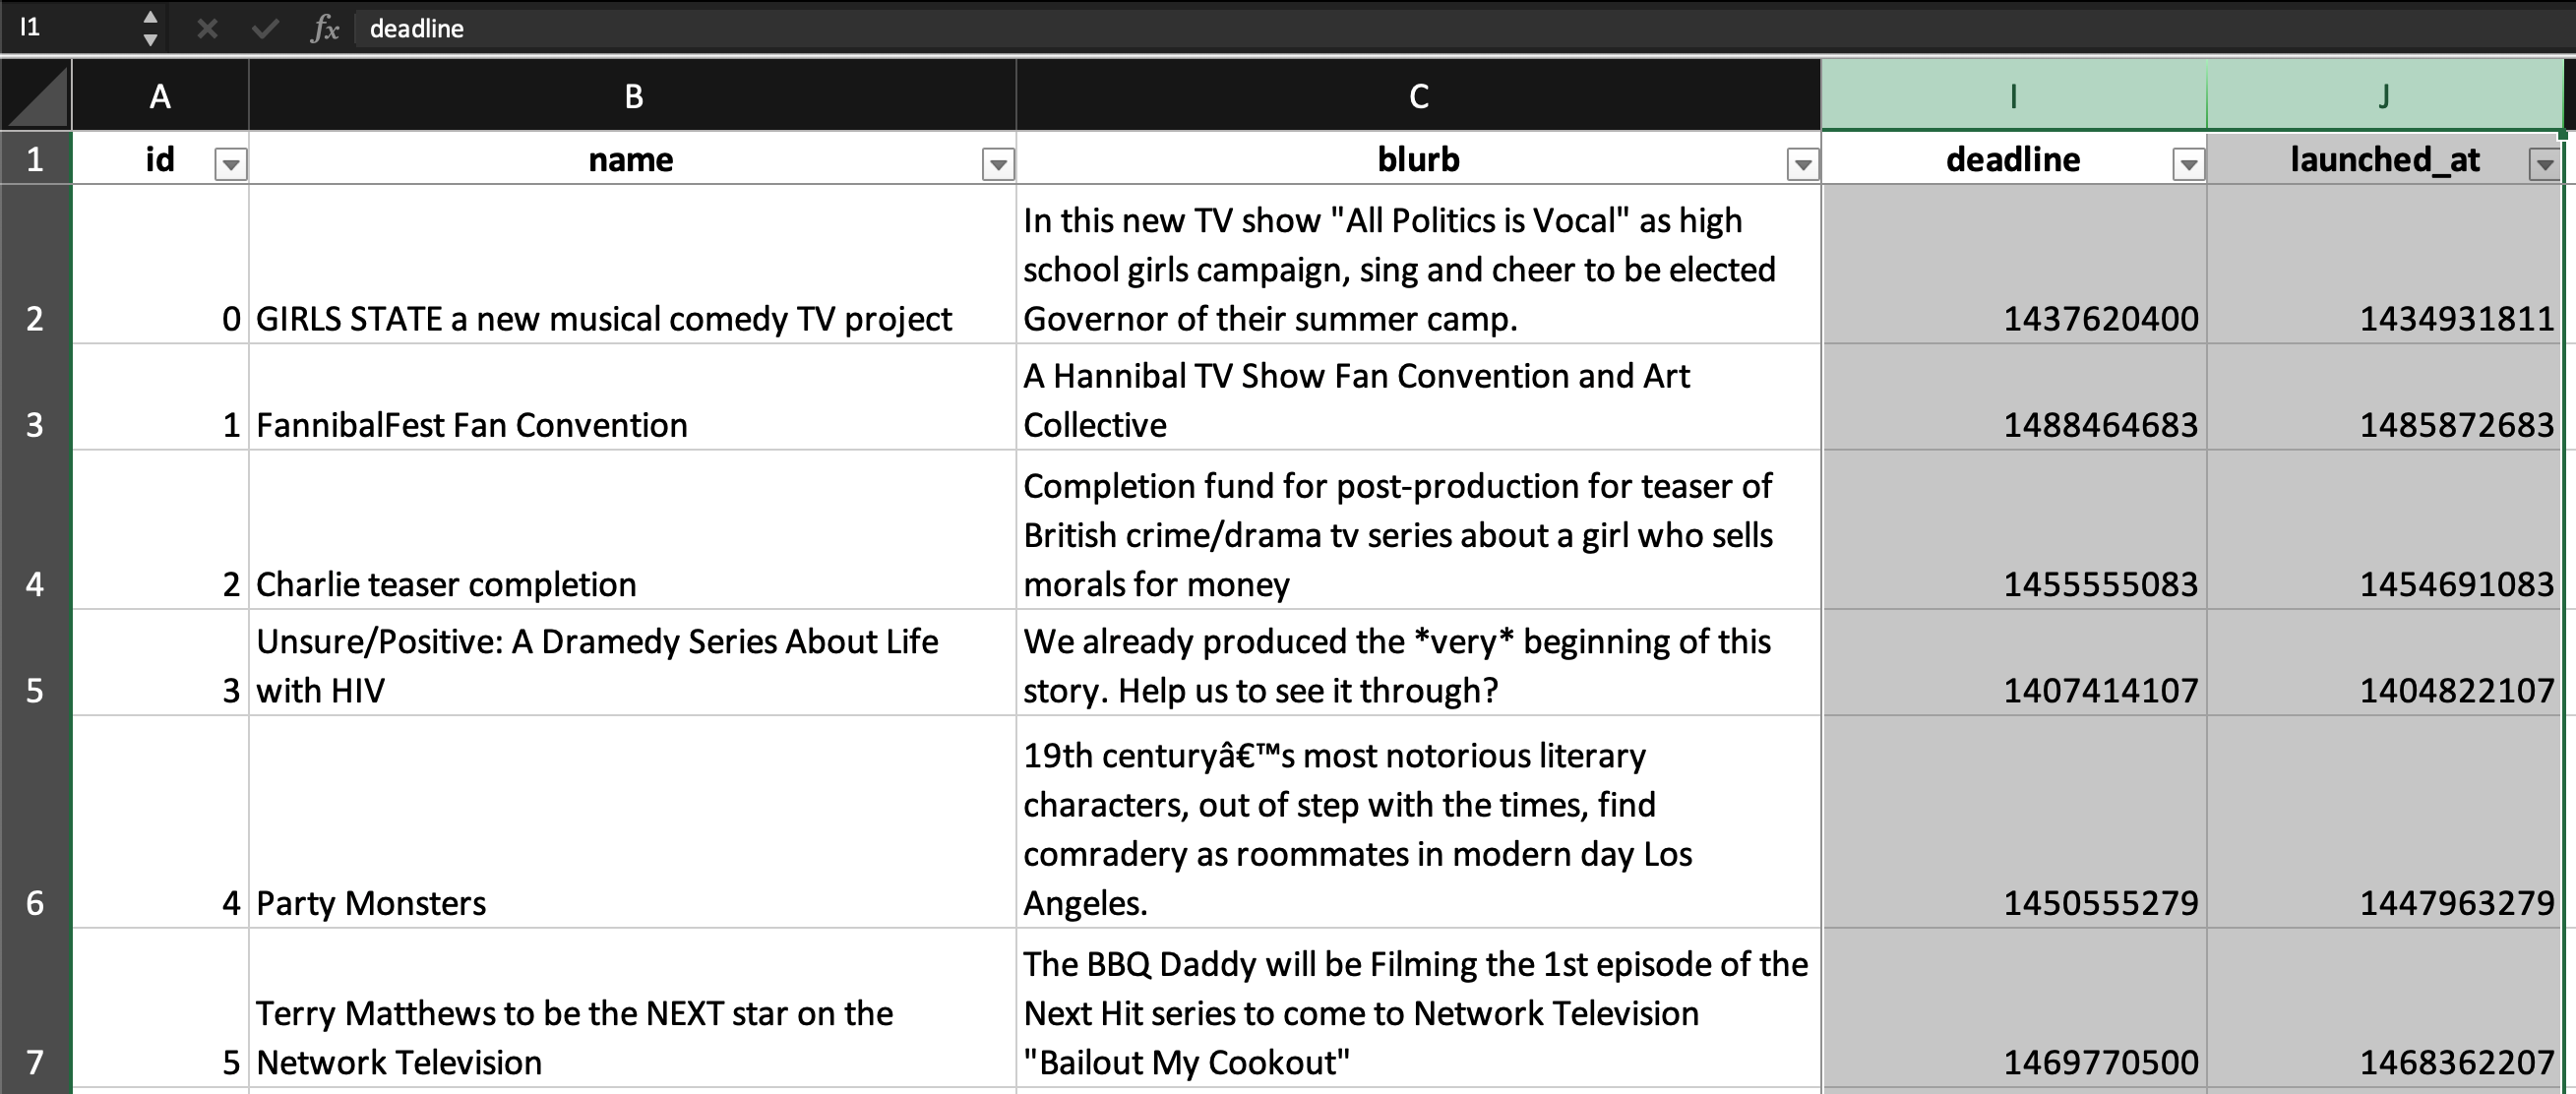 I1 fx deadline
A B C I J
1 id name blurb deadline launched_at
In this new TV show "All Politics is Vocal" as high
school girls campaign, sing and cheer to be elected
2 0 GIRLS STATE a new musical comedy TV project Governor of their summer camp. 1437620400 1434931811
A Hannibal TV Show Fan Convention and Art
3 1 FannibalFest Fan Convention Collective 1488464683 1485872683
Completion fund for post-production for teaser of
British crime/drama tv series about a girl who sells
4 2 Charlie teaser completion morals for money 1455555083 1454691083
Unsure/Positive: A Dramedy Series About Life We already produced the *very* beginning of this
5 3 with HIV story. Help us to see it through? 1407414107 1404822107
19th centuryâ€™s most notorious literary
characters, out of step with the times, find
comradery as roommates in modern day Los
6 4 Party Monsters Angeles. 1450555279 1447963279
The BBQ Daddy will be Filming the 1st episode of the
Terry Matthews to be the NEXT star on the Next Hit series to come to Network Television
7 5 Network Television "Bailout My Cookout" 1469770500 1468362207